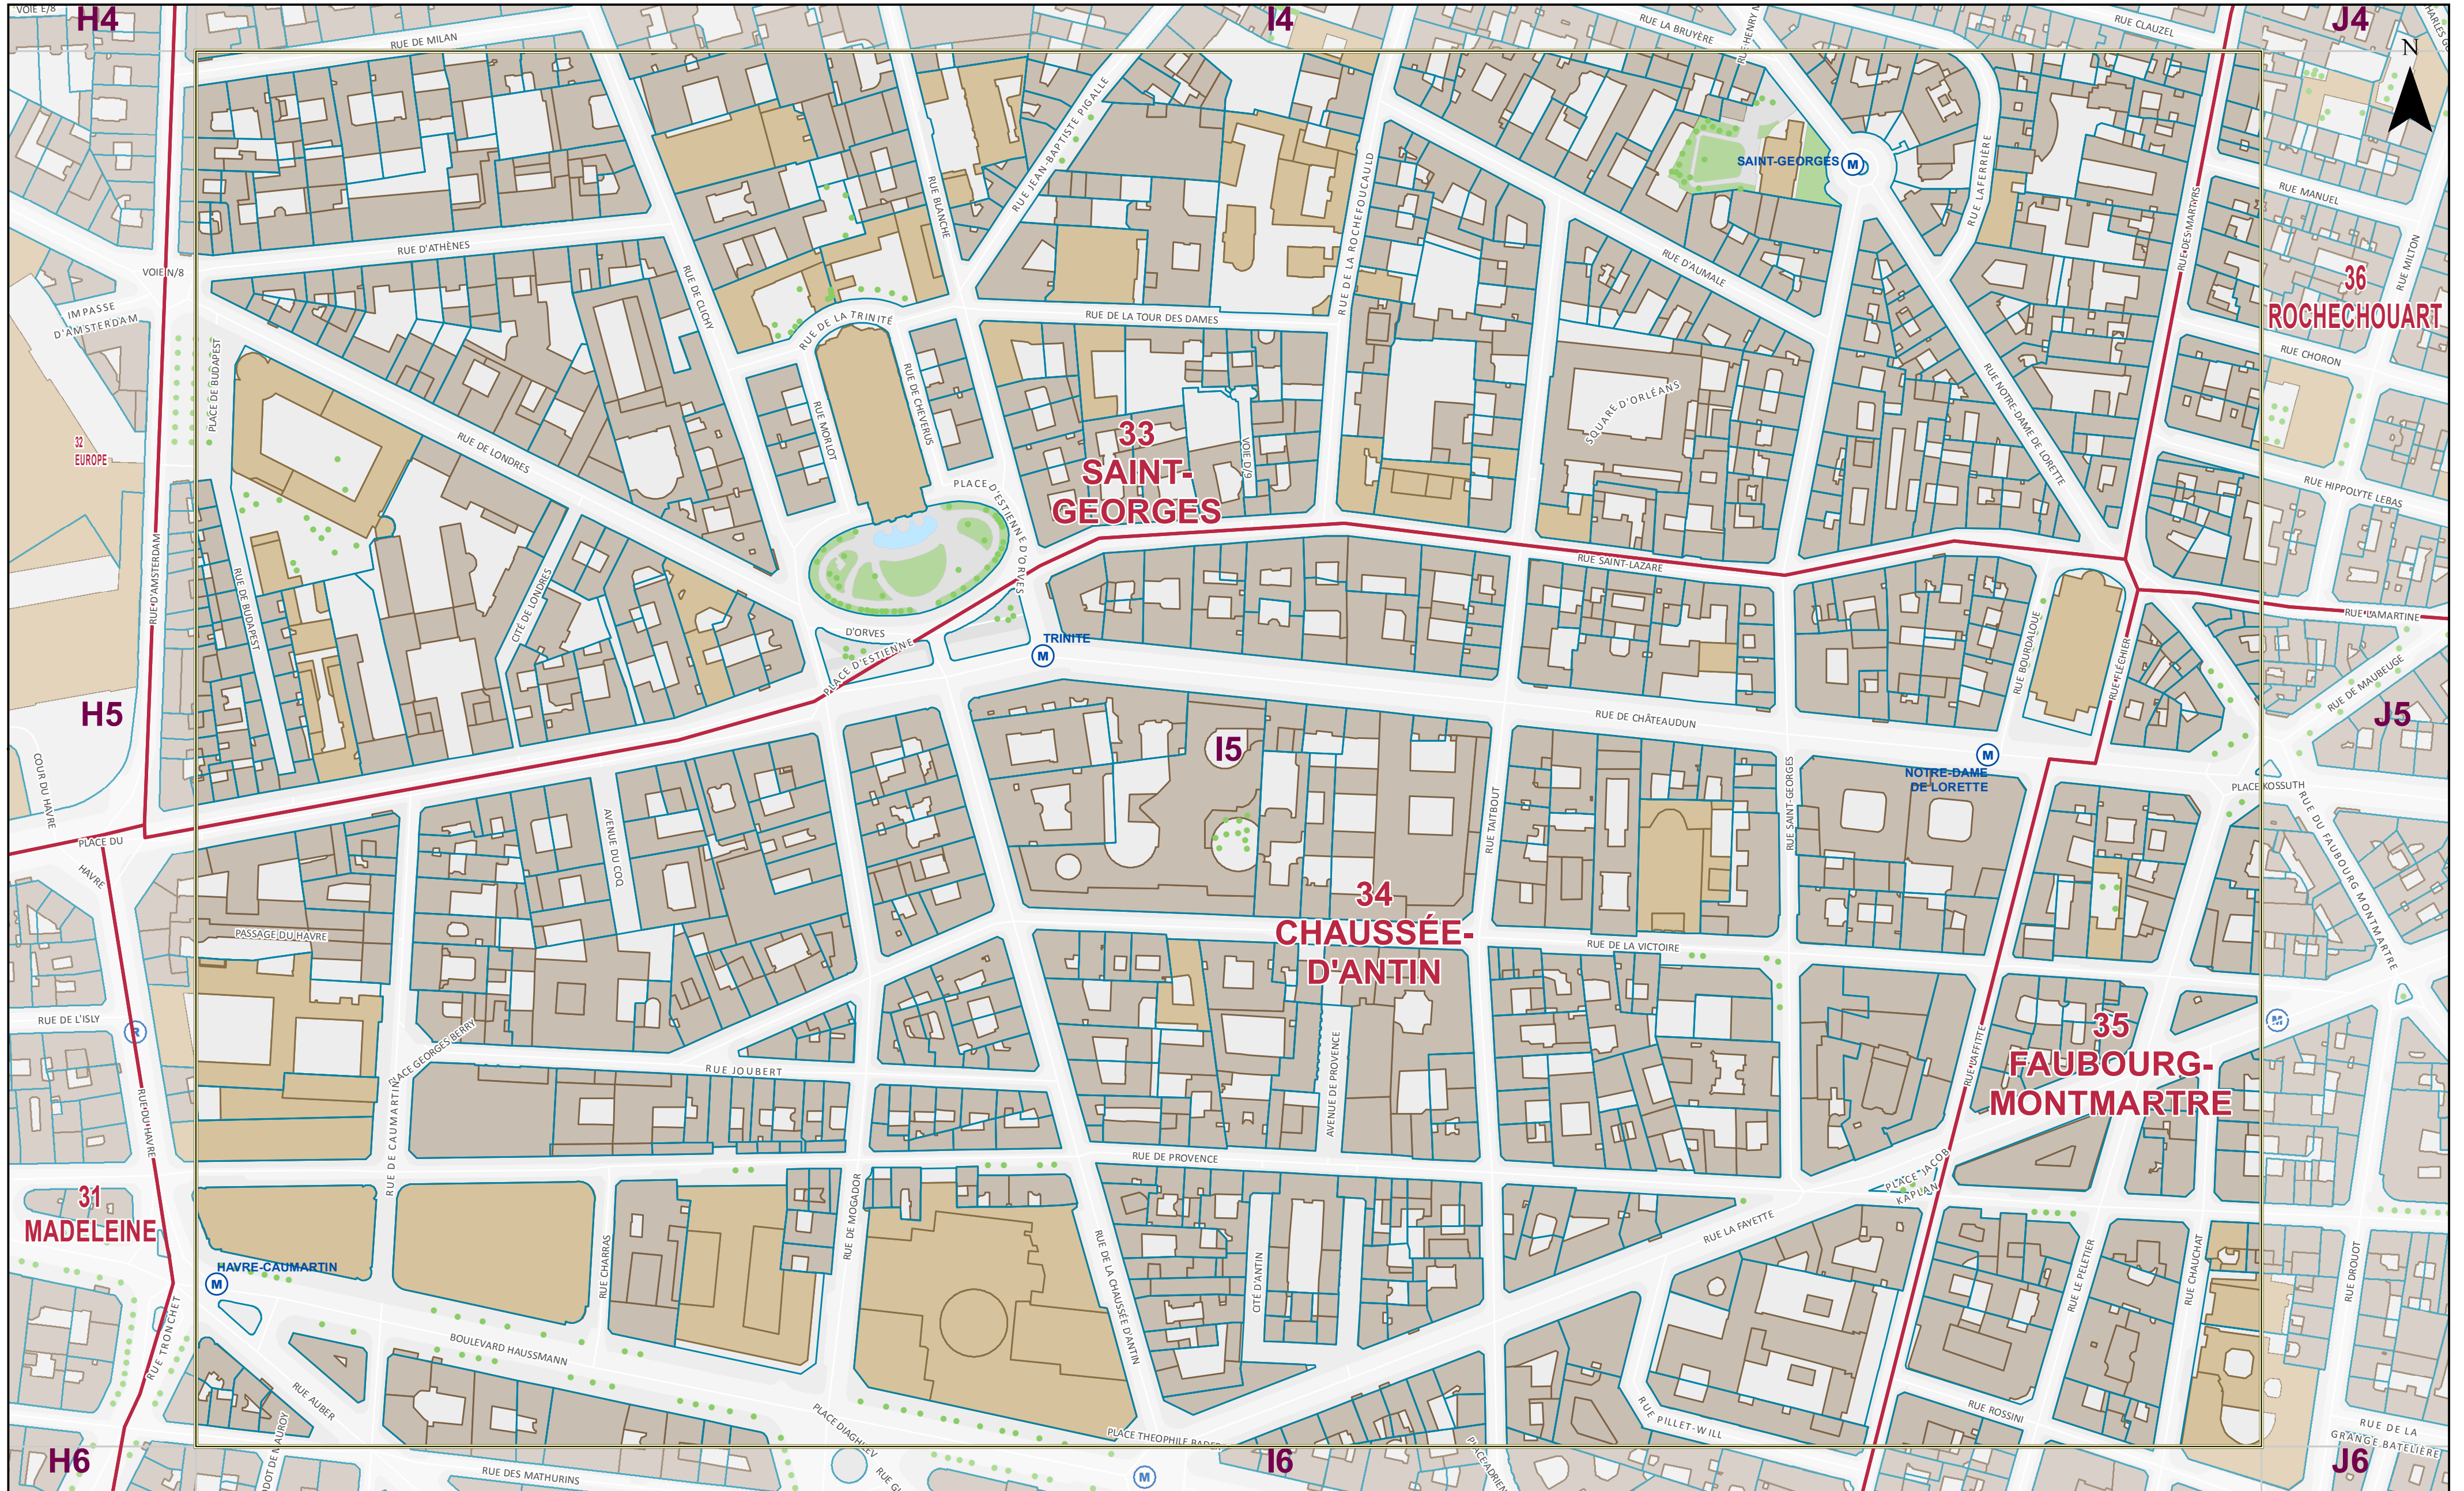 VOIE E/8
H4
I4
J4
N
RUE DE MILAN
RUE LA BRUYÈRE
RUE CLAUZEL
RUE JEAN-BAPTISTE PIGALLE
RUE BLANCHE
RUE DE LA ROCHEFOUCAULD
SAINT-GEORGES
M
RUE LAFERRIÈRE
RUE DES MARTYRS
RUE MANUEL
RUE MILTON
RUE D'ATHÈNES
VOIE N/8
IMPASSE
D'AMSTERDAM
RUE DE CLICHY
RUE D'AUMALE
36
ROCHECHOUART
RUE DE LA TRINITÉ
RUE DE LA TOUR DES DAMES
PLACE DE BUDAPEST
RUE DE CHEVERUS
RUE MORLOT
RUE CHORON
RUE NOTRE-DAME DE LORETTE
SQUARE D'ORLÉANS
32
EUROPE
RUE DE LONDRES
33
SAINT-
GEORGES
VOIE D/9
PLACE D'ESTIENNE D'ORVES
RUE HIPPOLYTE LEBAS
RUE D'AMSTERDAM
RUE DE BUDAPEST
CITÉ DE LONDRES
RUE SAINT-LAZARE
RUE LAMARTINE
D'ORVES
PLACE D'ESTIENNE
TRINITE
M
RUE BOURDALOUE
RUE FLÉCHIER
RUE DE MAUBEUGE
H5
I5
J5
RUE DE CHÂTEAUDUN
M
NOTRE-DAME
DE LORETTE
COUR DU HAVRE
PLACE KOSSUTH
RUE DU FAUBOURG MONTMARTRE
AVENUE DU COQ
RUE TAITBOUT
RUE SAINT-GEORGES
PLACE DU
HAVRE
34
CHAUSSÉE-
D'ANTIN
PASSAGE DU HAVRE
RUE DE LA VICTOIRE
RUE DE L'ISLY
R
M
PLACE GEORGES BERRY
RUE JOUBERT
AVENUE DE PROVENCE
RUE LAFFITTE
35
FAUBOURG-
MONTMARTRE
RUE DU HAVRE
RUE DE CAUMARTIN
RUE DE PROVENCE
PLACE JACOB
KAPLAN
31
MADELEINE
RUE DE MOGADOR
RUE LA FAYETTE
RUE CHARRAS
RUE DE LA CHAUSSÉE D'ANTIN
CITÉ D'ANTIN
RUE LE PELETIER
RUE CHAUCHAT
RUE DROUOT
HAVRE-CAUMARTIN
M
RUE TRONCHET
BOULEVARD HAUSSMANN
RUE AUBER
PLACE DIAGHILEV
PLACE THEOPHILE BADER
RUE PILLET-WILL
RUE ROSSINI
RUE DE LA
GRANGE BATELIÈRE
H6
I6
J6
RUE DES MATHURINS
M